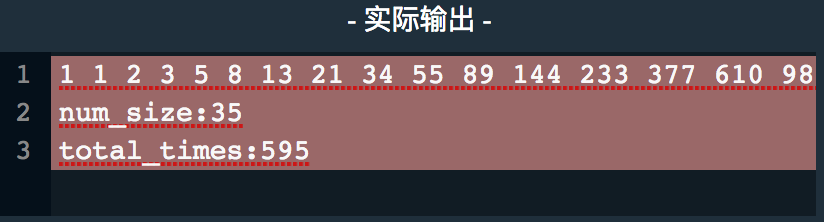 - 实际输出 -
1 1 1 2 3 5 8 13 21 34 55 89 144 233 377 610 98
2 num_size:35
3 total_times:595